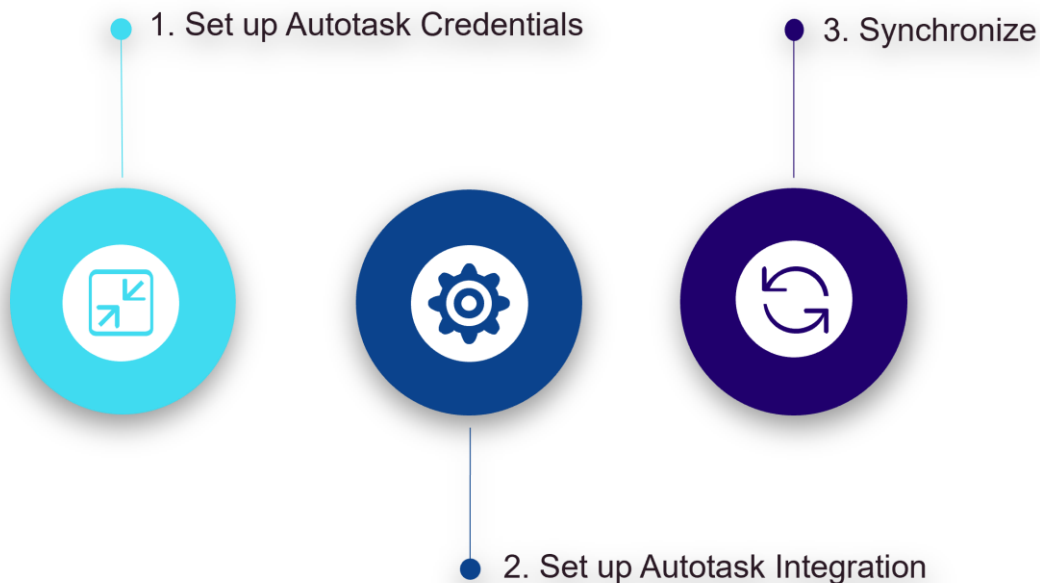 1. Set up Autotask Credentials
2. Set up Autotask Integration
3. Synchronize